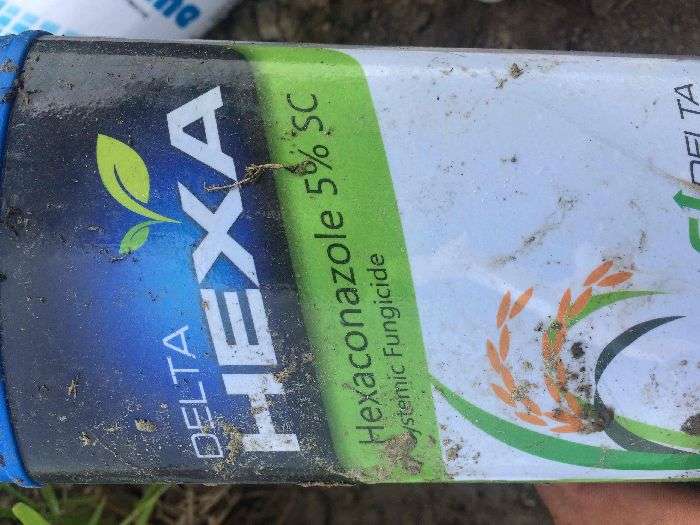 DELTA
HEXA
Hexaconazole 5% SC
Systemic Fungicide
DELTA